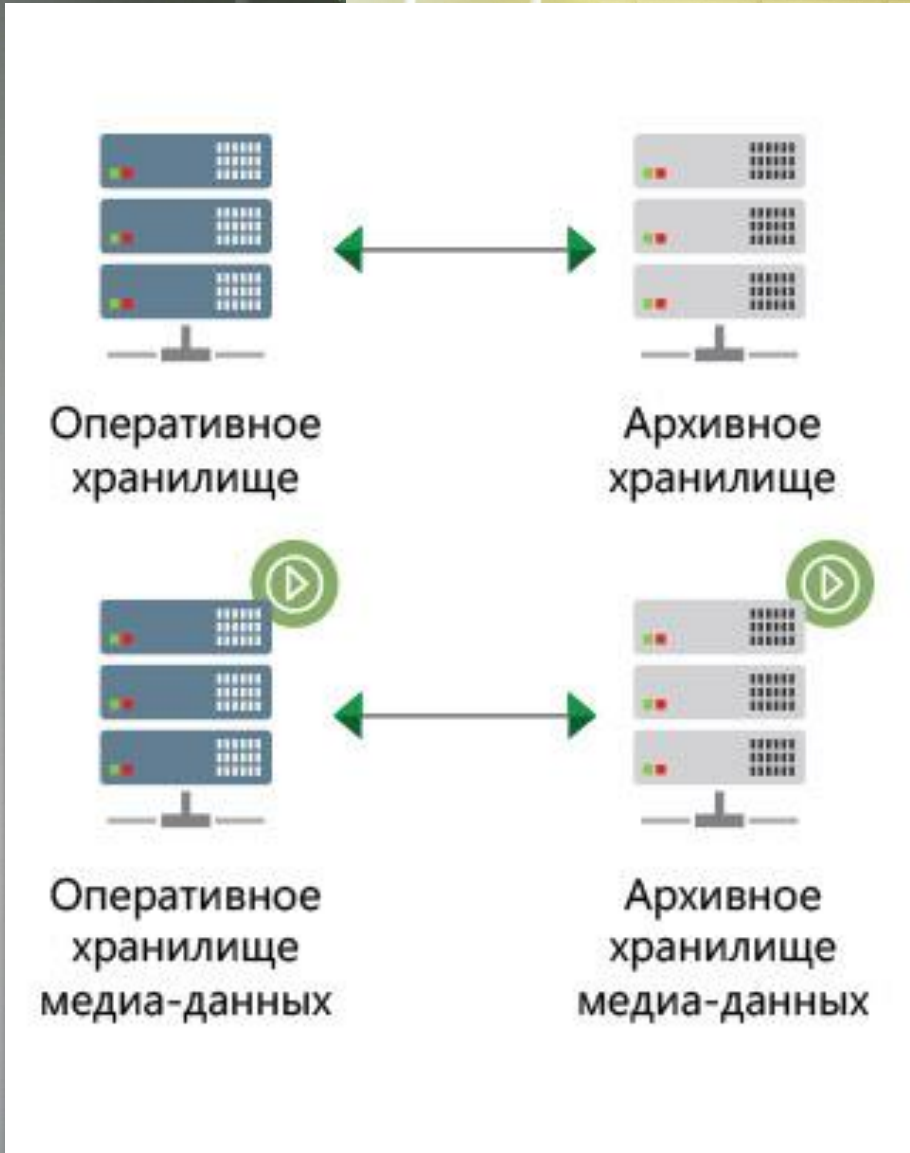 Оперативное
хранилище
Архивное
хранилище
Оперативное
хранилище
медиа-данных
Архивное
хранилище
медиа-данных